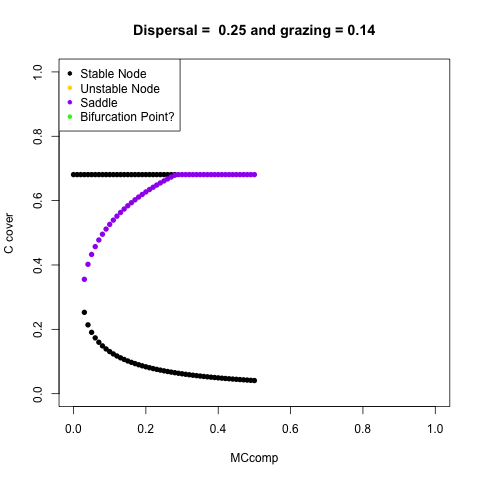 Dispersal =  0.25 and grazing = 0.14
Stable Node
Unstable Node
Saddle
Bifurcation Point?
1.0
0.8
0.6
0.4
0.2
0.0
C cover
0.0 0.2 0.4 0.6 0.8 1.0
MCcomp